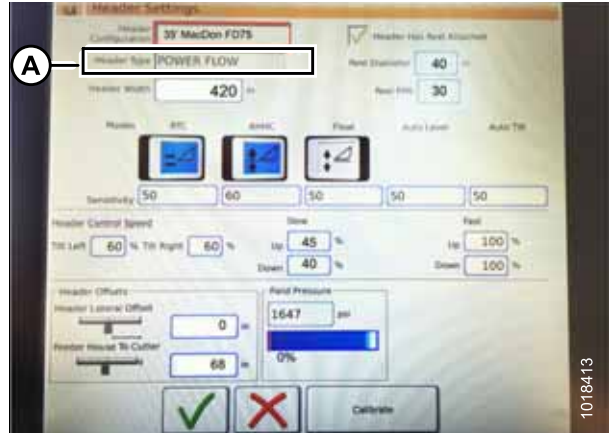 Header Settings
Header Configuration 35' MacDon FD75
Header Has Reel Attached
A
Header Type POWER FLOW
Reel Diameter 40 in
Header Width 420 in
Reel PPR 30
Modes RTC AHHC Float Auto Level Auto Tilt
Sensitivity 50 60 50 50 50
Header Control Speed
Slow Fast
Tilt Left 60 % Tilt Right 60 % Up 45 % Up 100 %
Down 40 % Down 100 %
Header Offsets
Field Pressure
Header Lateral Offset
0 in
1647 psi
Feeder House To Cutter
68 in
0%
Calibrate
1018413